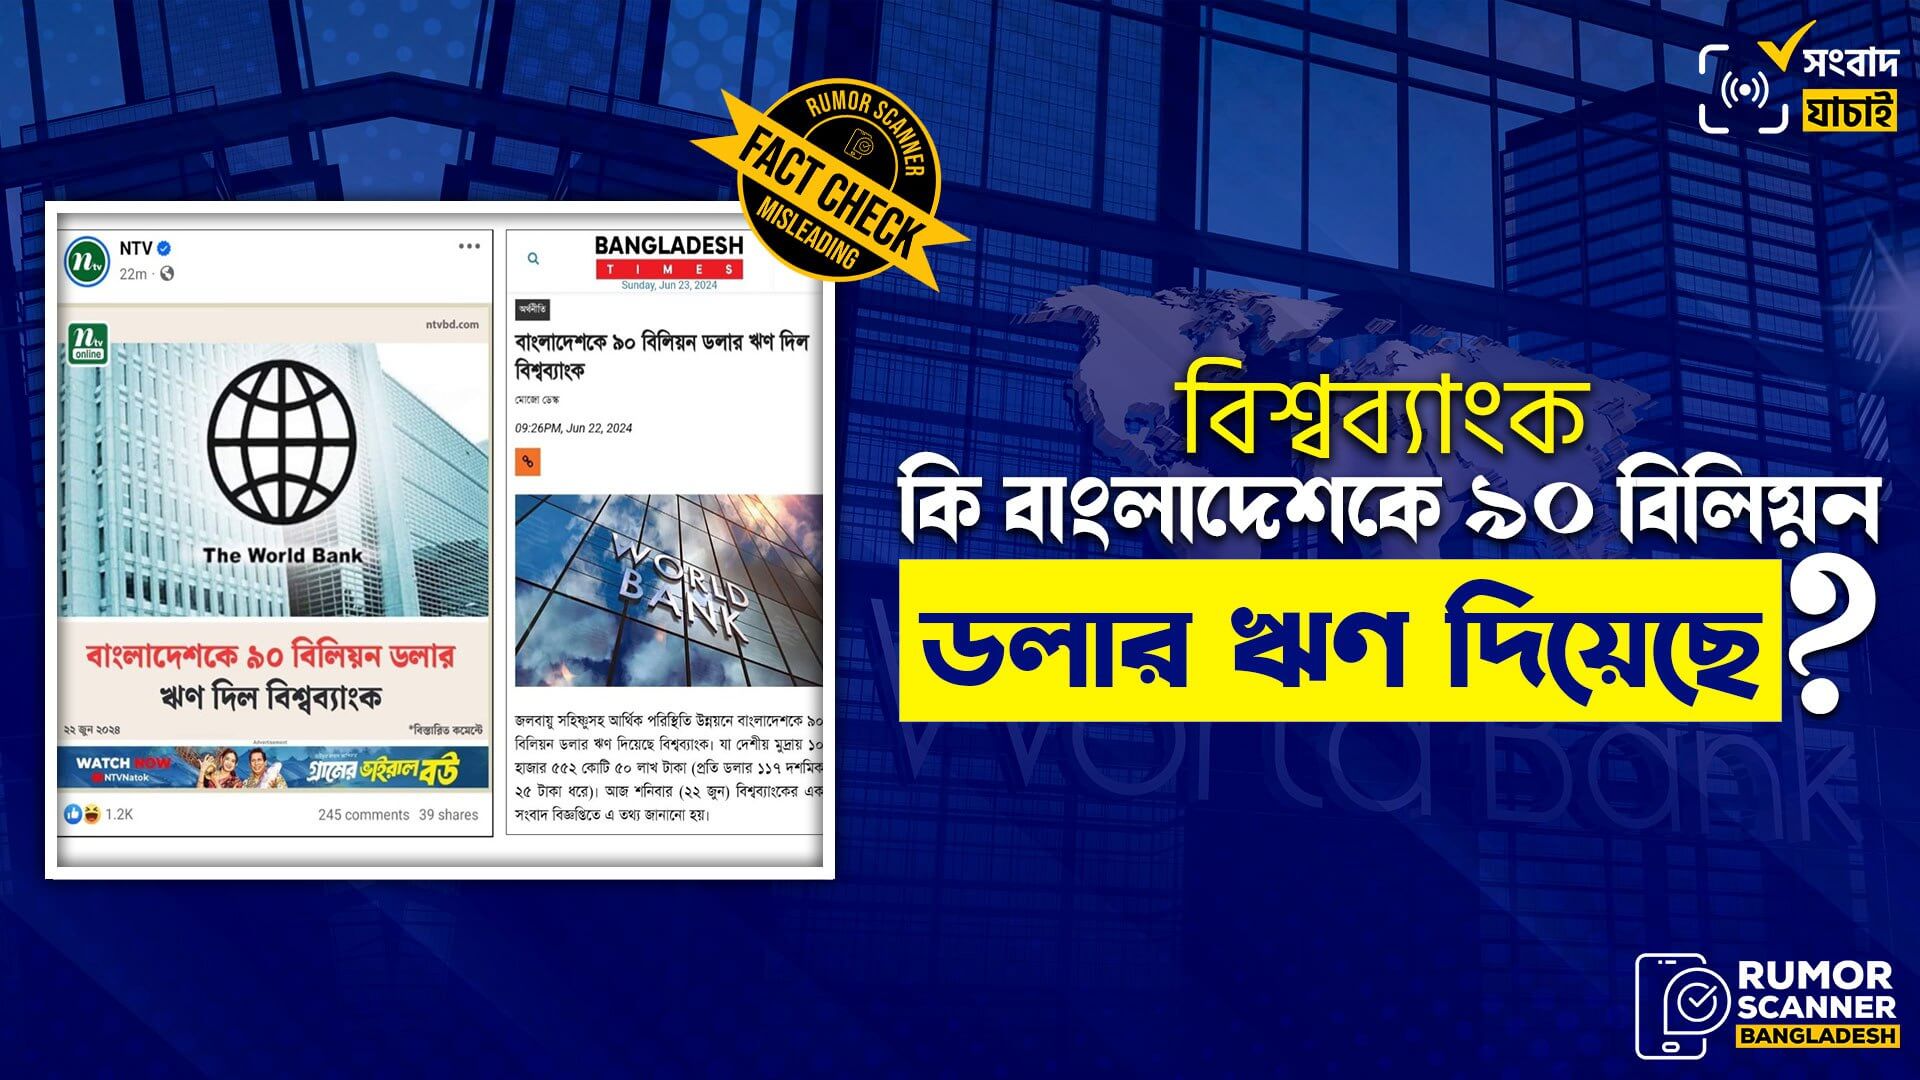 সংবাদ
যাচাই
RUMOR SCANNER
FACT CHECK
MISLEADING
NTV
22m
ntvbd.com
ntv
online
The World Bank
বাংলাদেশকে ৯০ বিলিয়ন ডলার
ঋণ দিল বিশ্বব্যাংক
২২ জুন ২০২৪
*বিস্তারিত কমেন্টে
Advertisement
WATCH NOW
NTVNatok
গ্রামের ভাইরাল বউ
1.2K
245 comments 39 shares
BANGLADESH
TIMES
Sunday, Jun 23, 2024
অর্থনীতি
বাংলাদেশকে ৯০ বিলিয়ন ডলার ঋণ দিল
বিশ্বব্যাংক
মোজো ডেস্ক
09:26PM, Jun 22, 2024
WORLD
BANK
জলবায়ু সহিষ্ণুসহ আর্থিক পরিস্থিতি উন্নয়নে বাংলাদেশকে ৯০
বিলিয়ন ডলার ঋণ দিয়েছে বিশ্বব্যাংক। যা দেশীয় মুদ্রায় ১০
হাজার ৫৫২ কোটি ৫০ লাখ টাকা (প্রতি ডলার ১১৭ দশমিক
২৫ টাকা ধরে)। আজ শনিবার (২২ জুন) বিশ্বব্যাংকের এক
সংবাদ বিজ্ঞপ্তিতে এ তথ্য জানানো হয়।
বিশ্বব্যাংক
কি বাংলাদেশকে ৯০ বিলিয়ন
ডলার ঋণ দিয়েছে?
World Bank
RUMOR
SCANNER
BANGLADESH